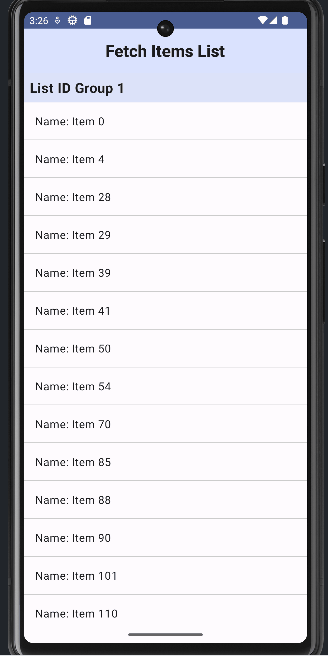 3:26
Fetch Items List
List ID Group 1
Name: Item 0
Name: Item 4
Name: Item 28
Name: Item 29
Name: Item 39
Name: Item 41
Name: Item 50
Name: Item 54
Name: Item 70
Name: Item 85
Name: Item 88
Name: Item 90
Name: Item 101
Name: Item 110